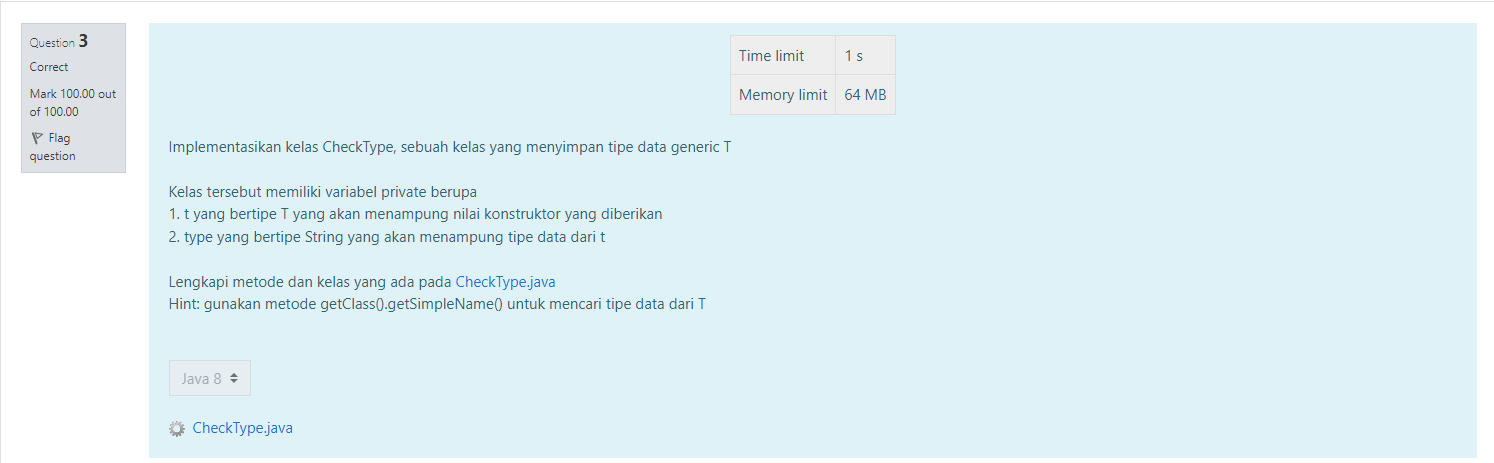 Question 3
Correct
Mark 100.00 out
of 100.00
Flag
question
Time limit 1 s
Memory limit 64 MB
Implementasikan kelas CheckType, sebuah kelas yang menyimpan tipe data generic T
Kelas tersebut memiliki variabel private berupa
1. t yang bertipe T yang akan menampung nilai konstruktor yang diberikan
2. type yang bertipe String yang akan menampung tipe data dari t
Lengkapi metode dan kelas yang ada pada CheckType.java
Hint: gunakan metode getClass().getSimpleName() untuk mencari tipe data dari T
Java 8
CheckType.java